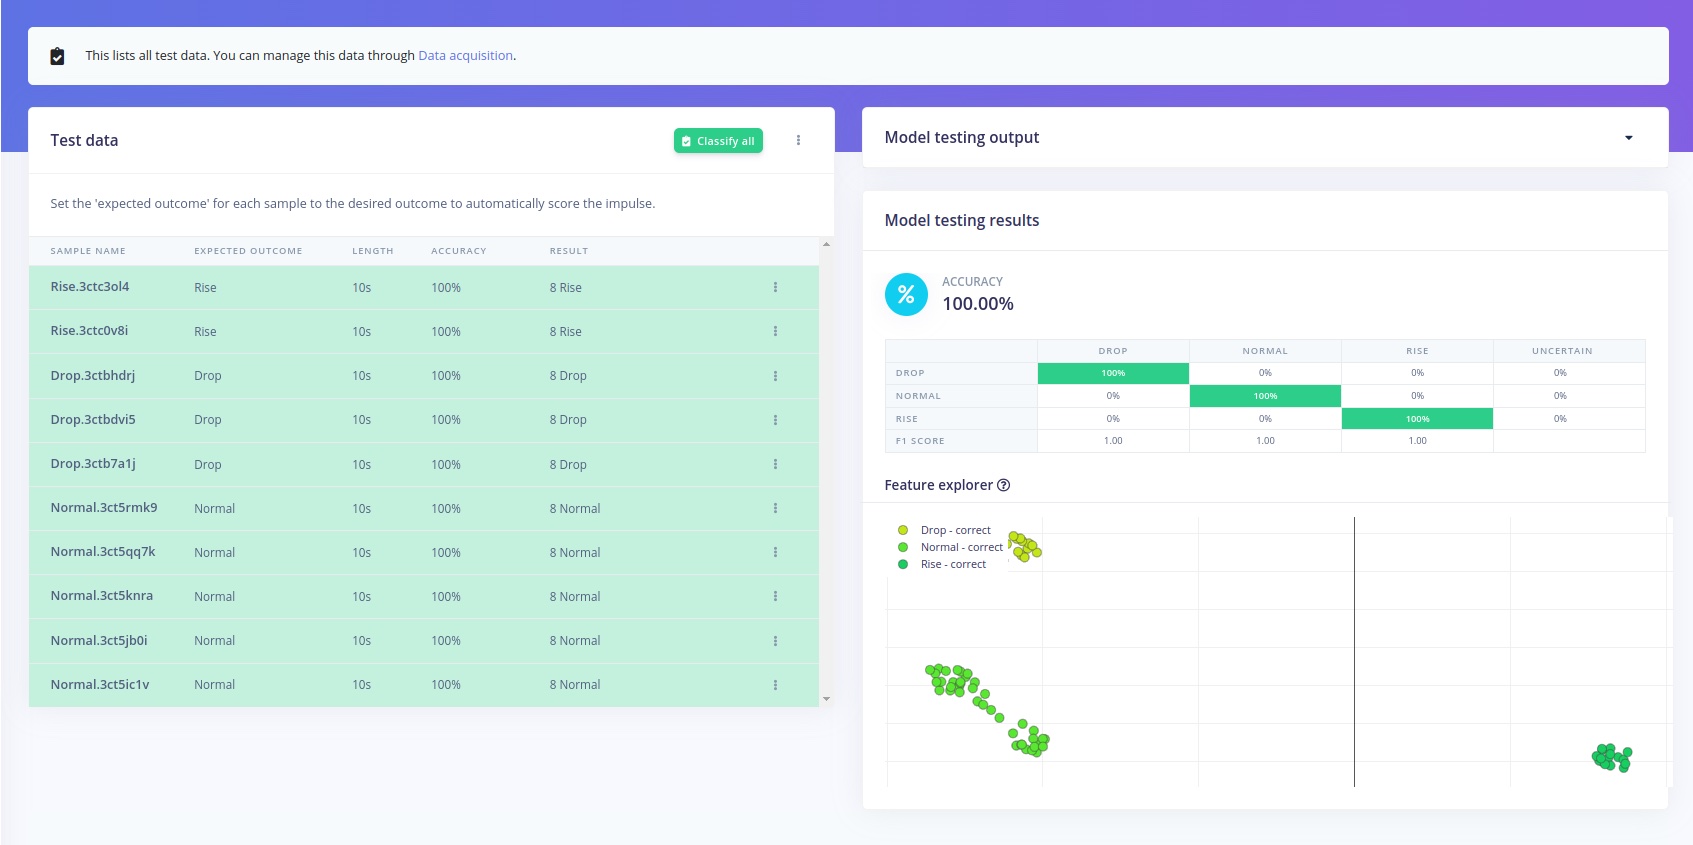 This lists all test data. You can manage this data through Data acquisition.
Test data
Classify all
Set the 'expected outcome' for each sample to the desired outcome to automatically score the impulse.
SAMPLE NAME EXPECTED OUTCOME LENGTH ACCURACY RESULT
Rise.3ctc3ol4 Rise 10s 100% 8 Rise
Rise.3ctc0v8i Rise 10s 100% 8 Rise
Drop.3ctbhdrj Drop 10s 100% 8 Drop
Drop.3ctbdvi5 Drop 10s 100% 8 Drop
Drop.3ctb7a1j Drop 10s 100% 8 Drop
Normal.3ct5rmk9 Normal 10s 100% 8 Normal
Normal.3ct5qq7k Normal 10s 100% 8 Normal
Normal.3ct5knra Normal 10s 100% 8 Normal
Normal.3ct5jb0i Normal 10s 100% 8 Normal
Normal.3ct5ic1v Normal 10s 100% 8 Normal
Model testing output
Model testing results
%
ACCURACY
100.00%
DROP NORMAL RISE UNCERTAIN
DROP 100% 0% 0% 0%
NORMAL 0% 100% 0% 0%
RISE 0% 0% 100% 0%
F1 SCORE 1.00 1.00 1.00
Feature explorer ?
Drop - correct
Normal - correct
Rise - correct